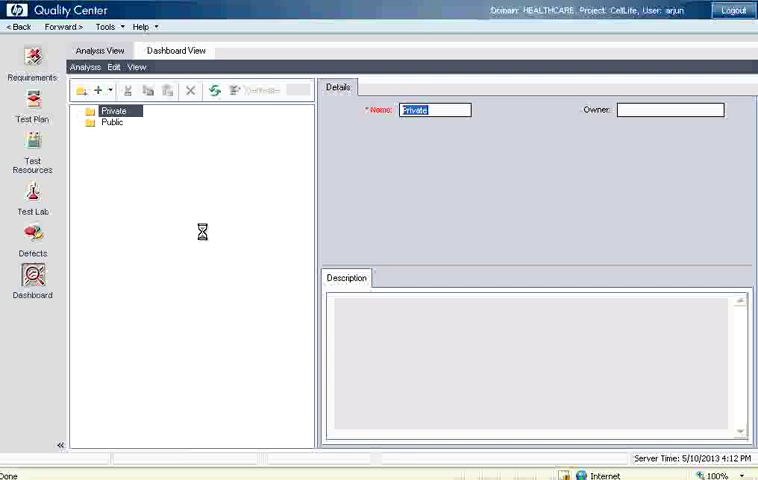 hp Quality Center
Domain: HEALTHCARE, Project: CellLife, User: arjun
Logout
< Back Forward > Tools Help
Analysis View Dashboard View
Analysis Edit View
Requirements
Test Plan
Test Resources
Test Lab
Defects
Dashboard
Private
Public
Details
* Name: Private
Owner:
Description
Server Time: 5/10/2013 4:12 PM
Done
Internet
100%